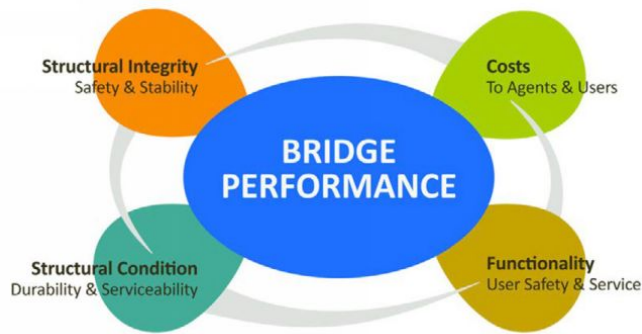 Structural Integrity
Safety & Stability
Costs
To Agents & Users
BRIDGE
PERFORMANCE
Structural Condition
Durability & Serviceability
Functionality
User Safety & Service